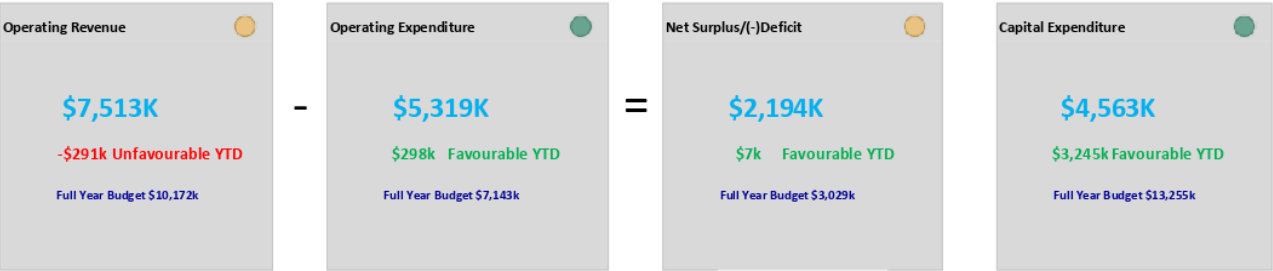 Operating Revenue
$7,513K
-$291k Unfavourable YTD
Full Year Budget $10,172k
-
Operating Expenditure
$5,319K
$298k Favourable YTD
Full Year Budget $7,143k
=
Net Surplus/(-)Deficit
$2,194K
$7k Favourable YTD
Full Year Budget $3,029k
Capital Expenditure
$4,563K
$3,245k Favourable YTD
Full Year Budget $13,255k